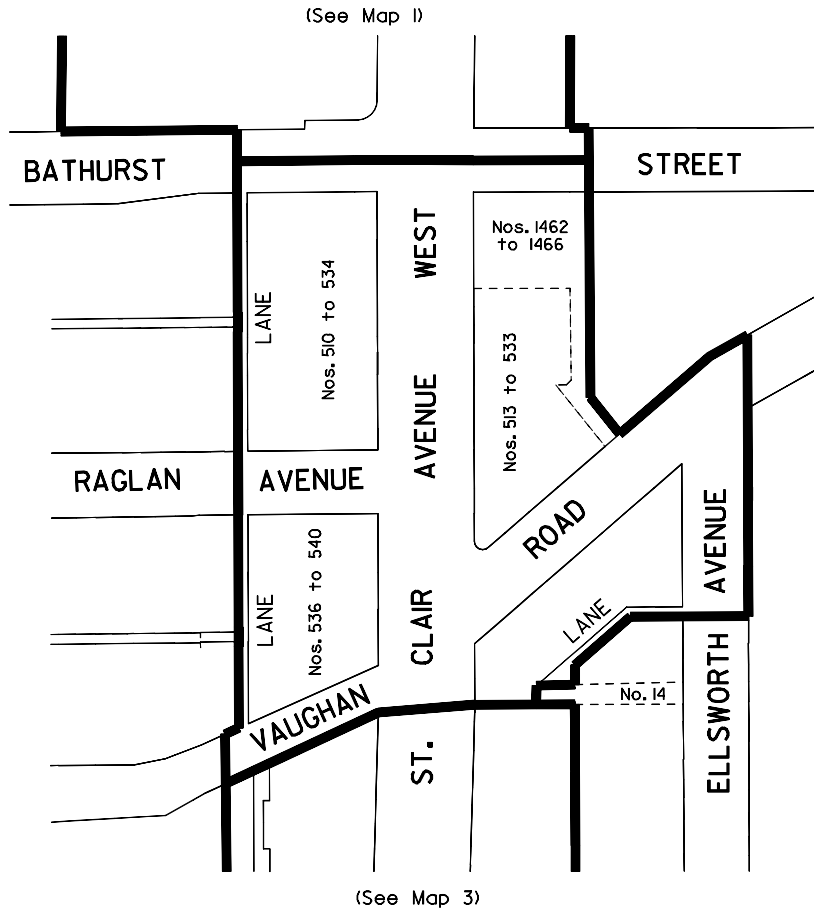 (See Map 1)
BATHURST STREET
Nos. 1462
to 1466
WEST
LANE
Nos. 510 to 534
Nos. 513 to 533
AVENUE
RAGLAN AVENUE
ROAD
AVENUE
LANE
Nos. 536 to 540
CLAIR
LANE
ELLSWORTH
No. 14
VAUGHAN
ST.
(See Map 3)